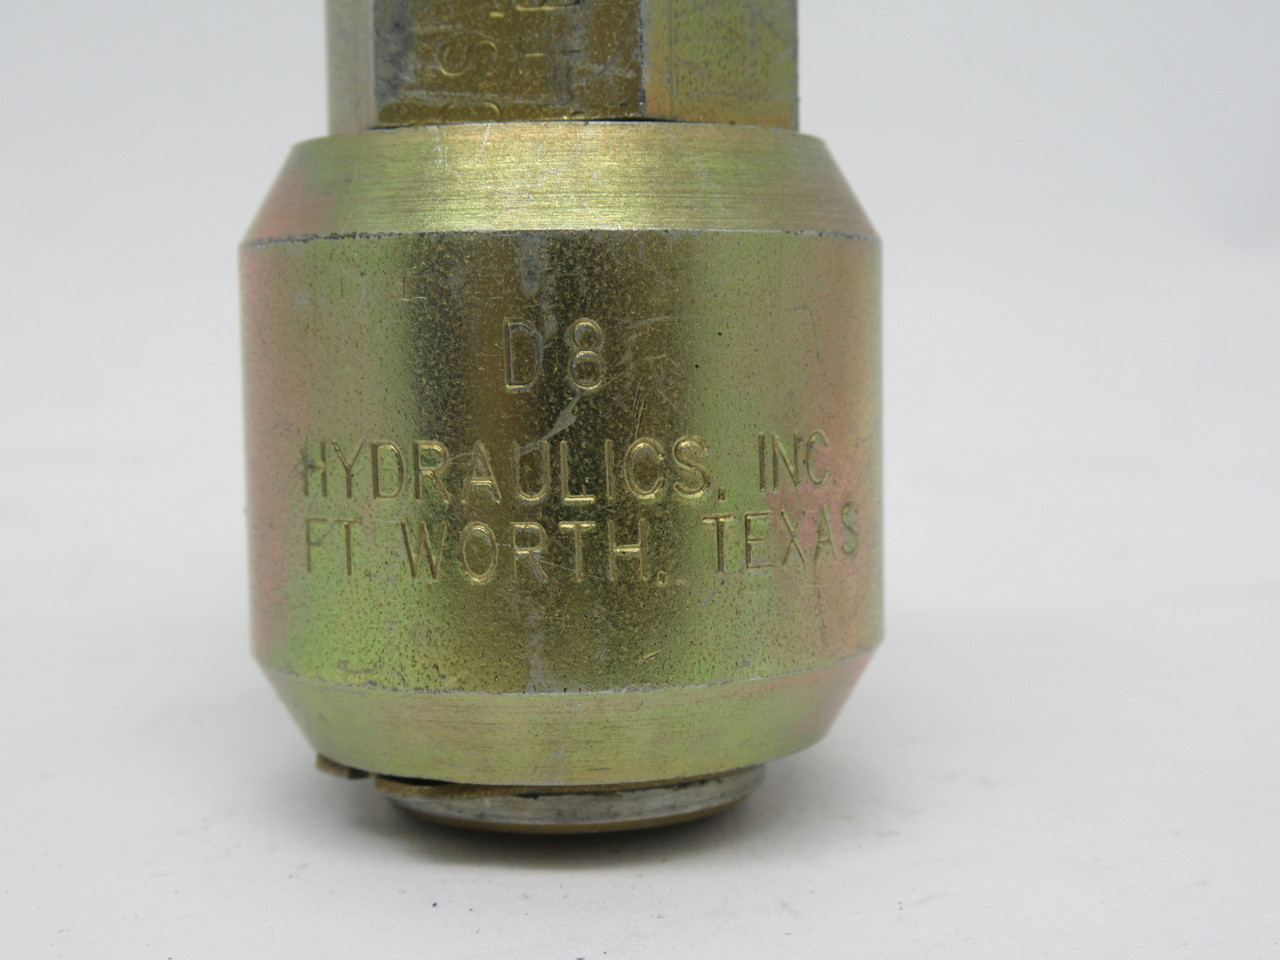 D8
HYDRAULICS, INC.
FT WORTH, TEXAS